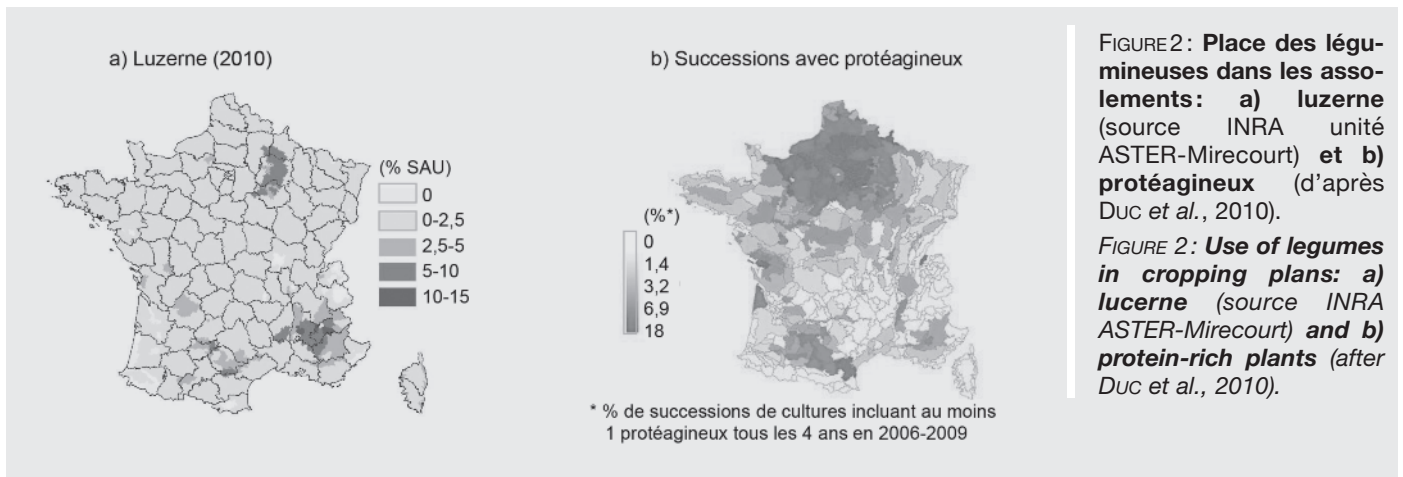 a) Luzerne (2010)
(% SAU)
0
0-2,5
2,5-5
5-10
10-15
b) Successions avec protéagineux
(%*)
0
1,4
3,2
6,9
18
* % de successions de cultures incluant au moins
1 protéagineux tous les 4 ans en 2006-2009
FIGURE 2 : Place des légu-
mineuses dans les asso-
lements : a) luzerne
(source INRA unité
ASTER-Mirecourt) et b)
protéagineux (d'après
DUC et al., 2010).
FIGURE 2 : Use of legumes
in cropping plans: a)
lucerne (source INRA
ASTER-Mirecourt) and b)
protein-rich plants (after
DUC et al., 2010).